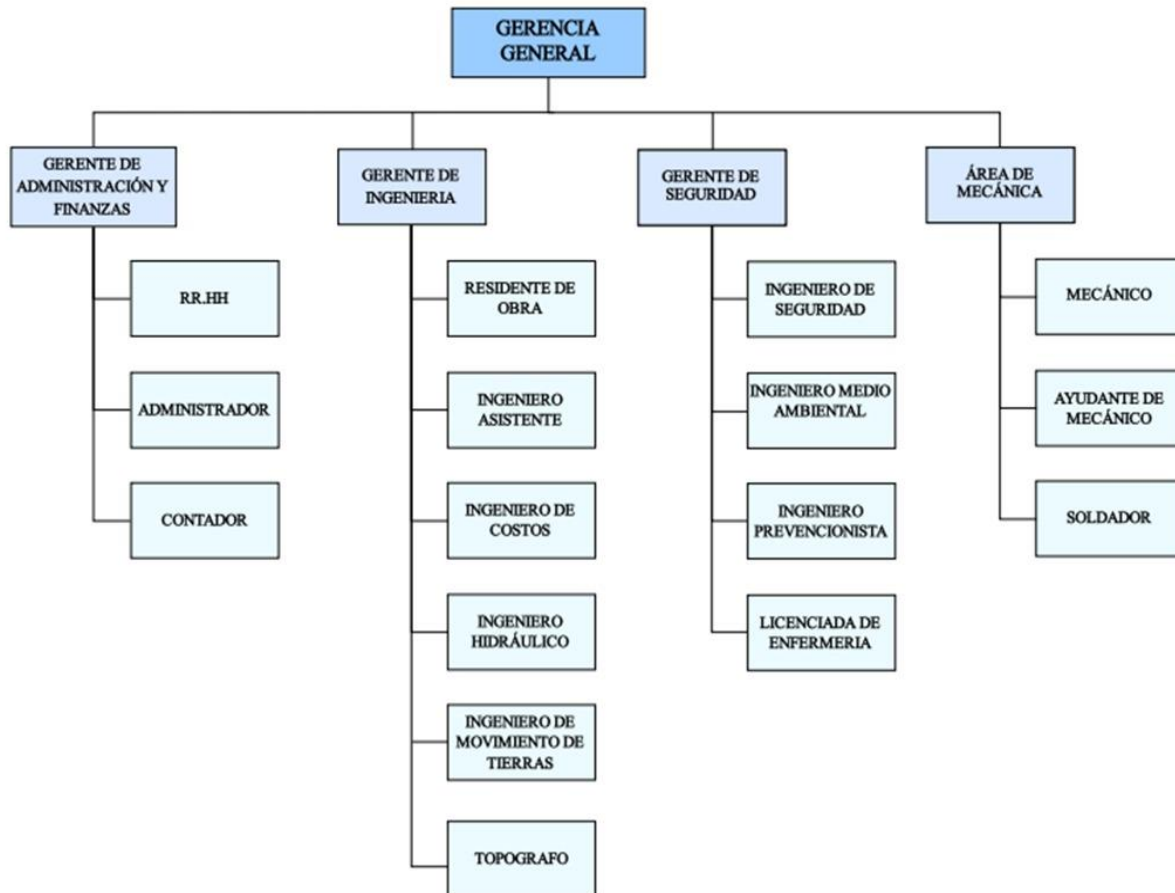 GERENCIA
GENERAL
GERENTE DE
ADMINISTRACIÓN Y
FINANZAS
RR.HH
ADMINISTRADOR
CONTADOR
GERENTE DE
INGENIERIA
RESIDENTE DE
OBRA
INGENIERO
ASISTENTE
INGENIERO DE
COSTOS
INGENIERO
HIDRÁULICO
INGENIERO DE
MOVIMIENTO DE
TIERRAS
TOPOGRAFO
GERENTE DE
SEGURIDAD
INGENIERO DE
SEGURIDAD
INGENIERO MEDIO
AMBIENTAL
INGENIERO
PREVENCIONISTA
LICENCIADA DE
ENFERMERIA
ÁREA DE
MECÁNICA
MECÁNICO
AYUDANTE DE
MECÁNICO
SOLDADOR